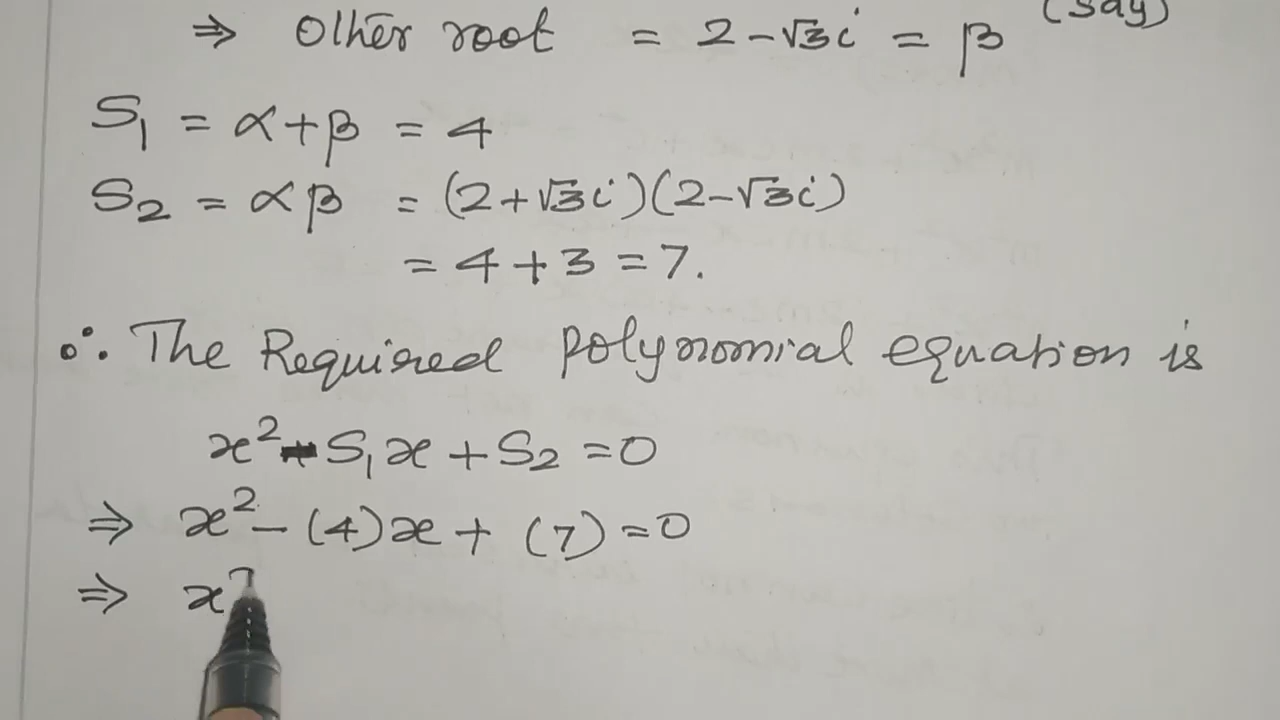 (say)
⇒ Other root = 2-√3i = β
S₁ = α+β = 4
S₂ = αβ = (2+√3i)(2-√3i)
= 4+3 = 7.
∴ The Required polynomial equation is
x² - S₁x + S₂ = 0
⇒ x² - (4)x + (7) = 0
⇒ x²